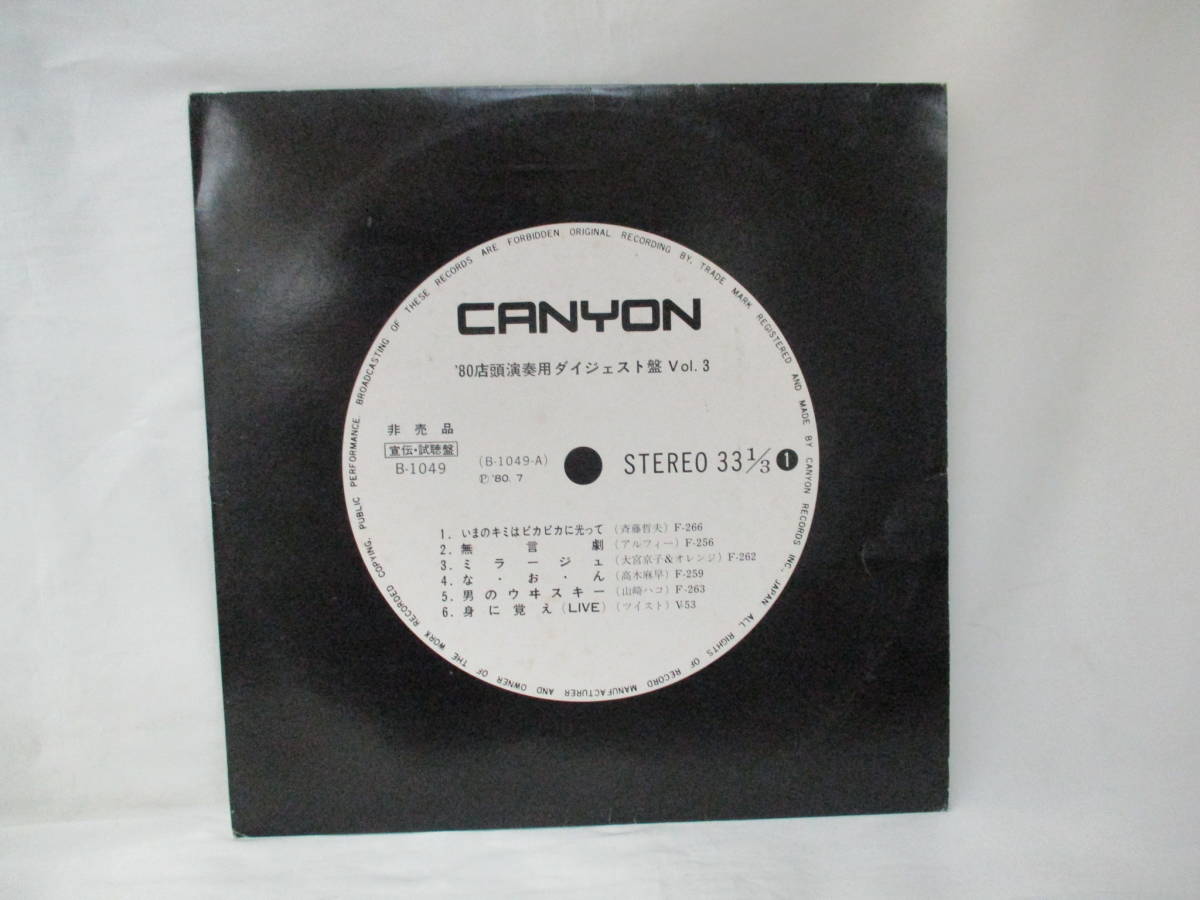 CANYON
'80店頭演奏用ダイジェスト盤 Vol. 3
非売品
宣伝・試聴盤
B-1049
(B-1049-A)
Ⓟ '80. 7
STEREO 33 1/3 1
1. いまのキミはピカピカに光って (斉藤哲夫) F-266
2. 無言劇 (アルフィー) F-256
3. ミラージュ (大宮京子&オレンジ) F-262
4. な・お・ん (高木麻早) F-259
5. 男のウヰスキー (山崎ハコ) F-263
6. 身に覚え (LIVE) (ツイスト) V-53
ORIGINAL RECORDING BY, TRADE MARK REGISTERED AND MADE BY CANYON RECORDS INC, JAPAN ALL RIGHTS OF RECORD MANUFACTURER AND OWNER OF THE WORK RECORDED COPYING, PUBLIC PERFORMANCE, BROADCASTING OF THESE RECORDS ARE FORBIDDEN